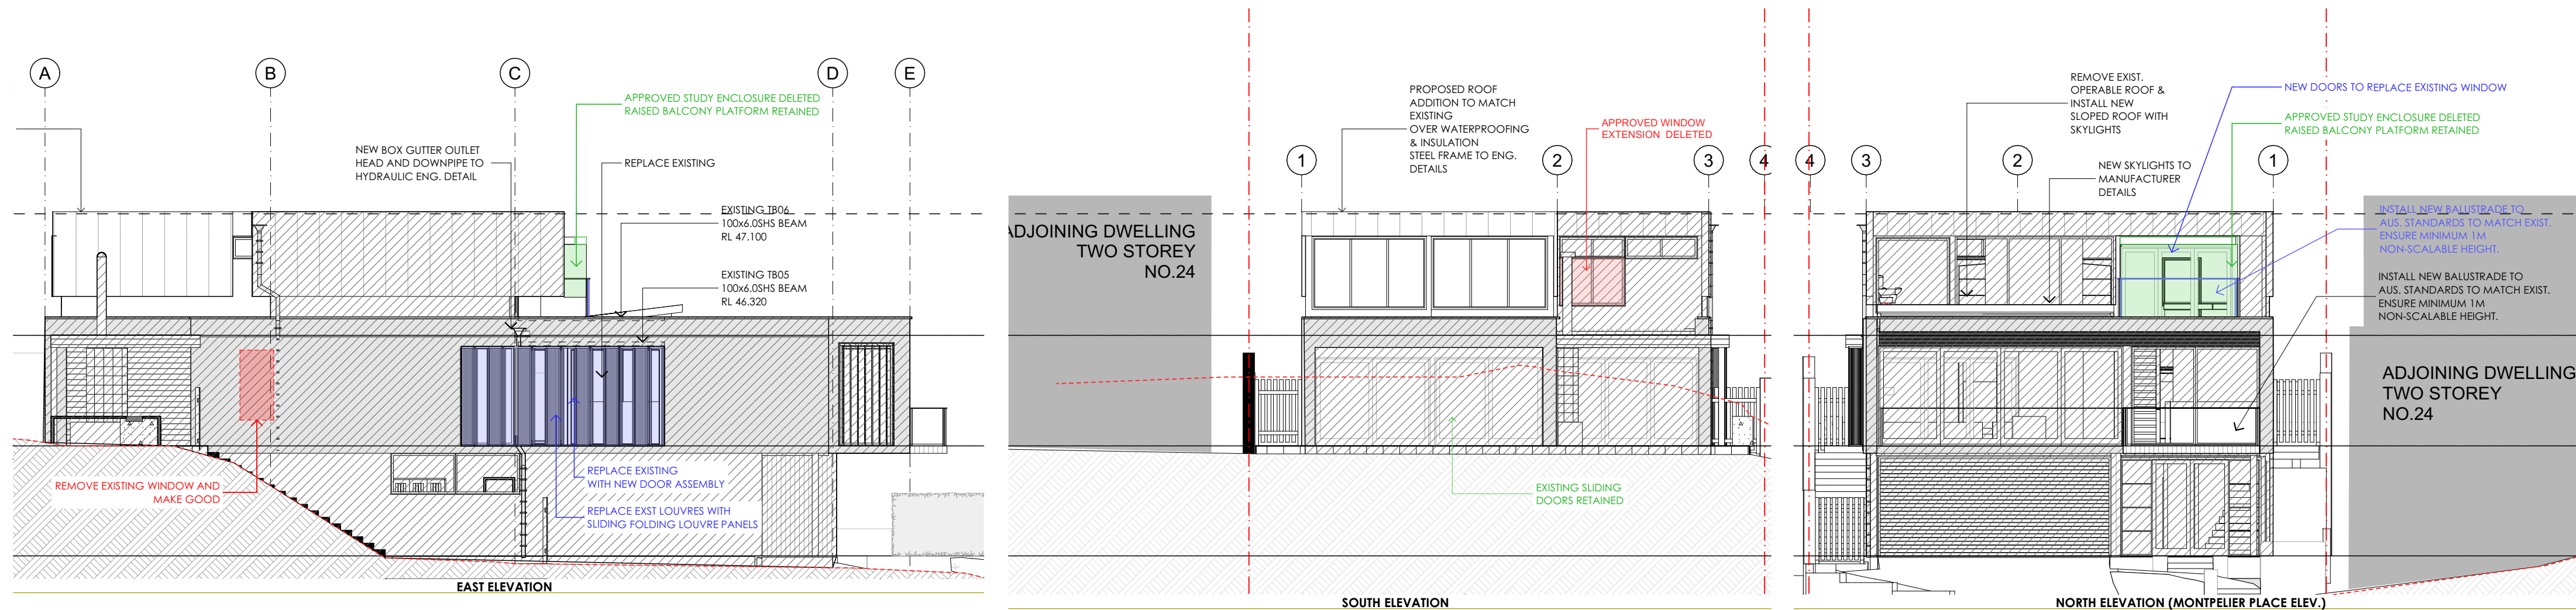 A
B
C
D
E
APPROVED STUDY ENCLOSURE DELETED
RAISED BALCONY PLATFORM RETAINED
NEW BOX GUTTER OUTLET
HEAD AND DOWNPIPE TO
HYDRAULIC ENG. DETAIL
REPLACE EXISTING
EXISTING TB06
100x6.0SHS BEAM
RL 47.100
EXISTING TB05
100x6.0SHS BEAM
RL 46.320
REMOVE EXISTING WINDOW AND
MAKE GOOD
REPLACE EXISTING
WITH NEW DOOR ASSEMBLY
REPLACE EXST LOUVRES WITH
SLIDING FOLDING LOUVRE PANELS
EAST ELEVATION
ADJOINING DWELLING
TWO STOREY
NO.24
1
2
3
4
PROPOSED ROOF
ADDITION TO MATCH
EXISTING
OVER WATERPROOFING
& INSULATION
STEEL FRAME TO ENG.
DETAILS
APPROVED WINDOW
EXTENSION DELETED
EXISTING SLIDING
DOORS RETAINED
SOUTH ELEVATION
4
3
2
1
REMOVE EXIST.
OPERABLE ROOF &
INSTALL NEW
SLOPED ROOF WITH
SKYLIGHTS
NEW SKYLIGHTS TO
MANUFACTURER
DETAILS
NEW DOORS TO REPLACE EXISTING WINDOW
APPROVED STUDY ENCLOSURE DELETED
RAISED BALCONY PLATFORM RETAINED
INSTALL NEW BALUSTRADE TO
AUS. STANDARDS TO MATCH EXIST.
ENSURE MINIMUM 1M
NON-SCALABLE HEIGHT.
INSTALL NEW BALUSTRADE TO
AUS. STANDARDS TO MATCH EXIST.
ENSURE MINIMUM 1M
NON-SCALABLE HEIGHT.
ADJOINING DWELLING
TWO STOREY
NO.24
NORTH ELEVATION (MONTPELIER PLACE ELEV.)